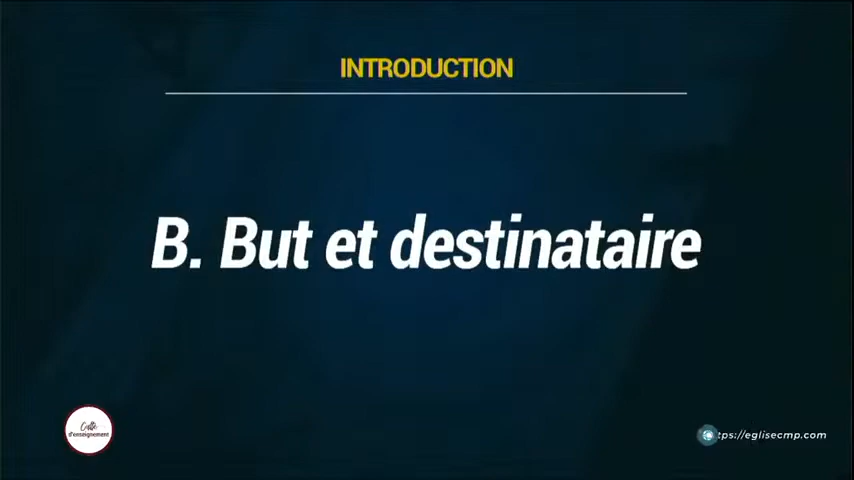 INTRODUCTION
B. But et destinataire
Culte
d'enseignement
tps://eglisecmp.com